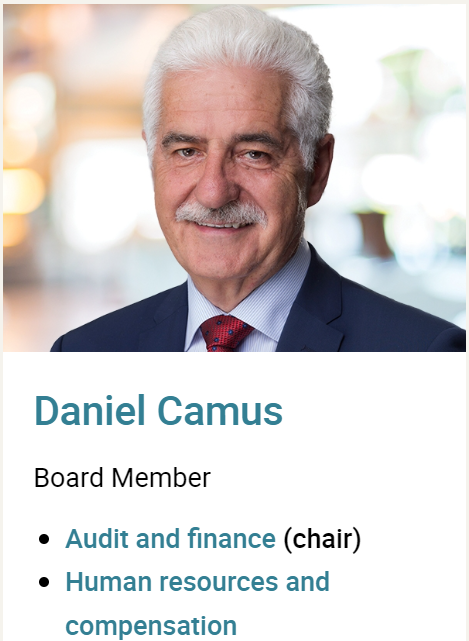 Daniel Camus
Board Member
Audit and finance (chair)
Human resources and
compensation